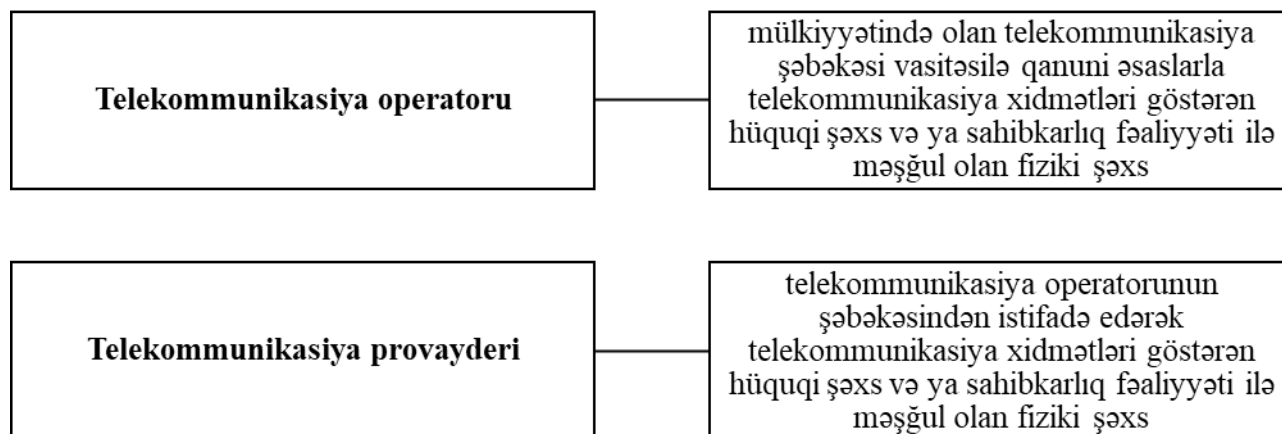 Telekommunikasiya operatoru
mülkiyyətində olan telekommunikasiya
şəbəkəsi vasitəsilə qanuni əsaslarla
telekommunikasiya xidmətləri göstərən
hüquqi şəxs və ya sahibkarlıq fəaliyyəti ilə
məşğul olan fiziki şəxs
Telekommunikasiya provayderi
telekommunikasiya operatorunun
şəbəkəsindən istifadə edərək
telekommunikasiya xidmətləri göstərən
hüquqi şəxs və ya sahibkarlıq fəaliyyəti ilə
məşğul olan fiziki şəxs